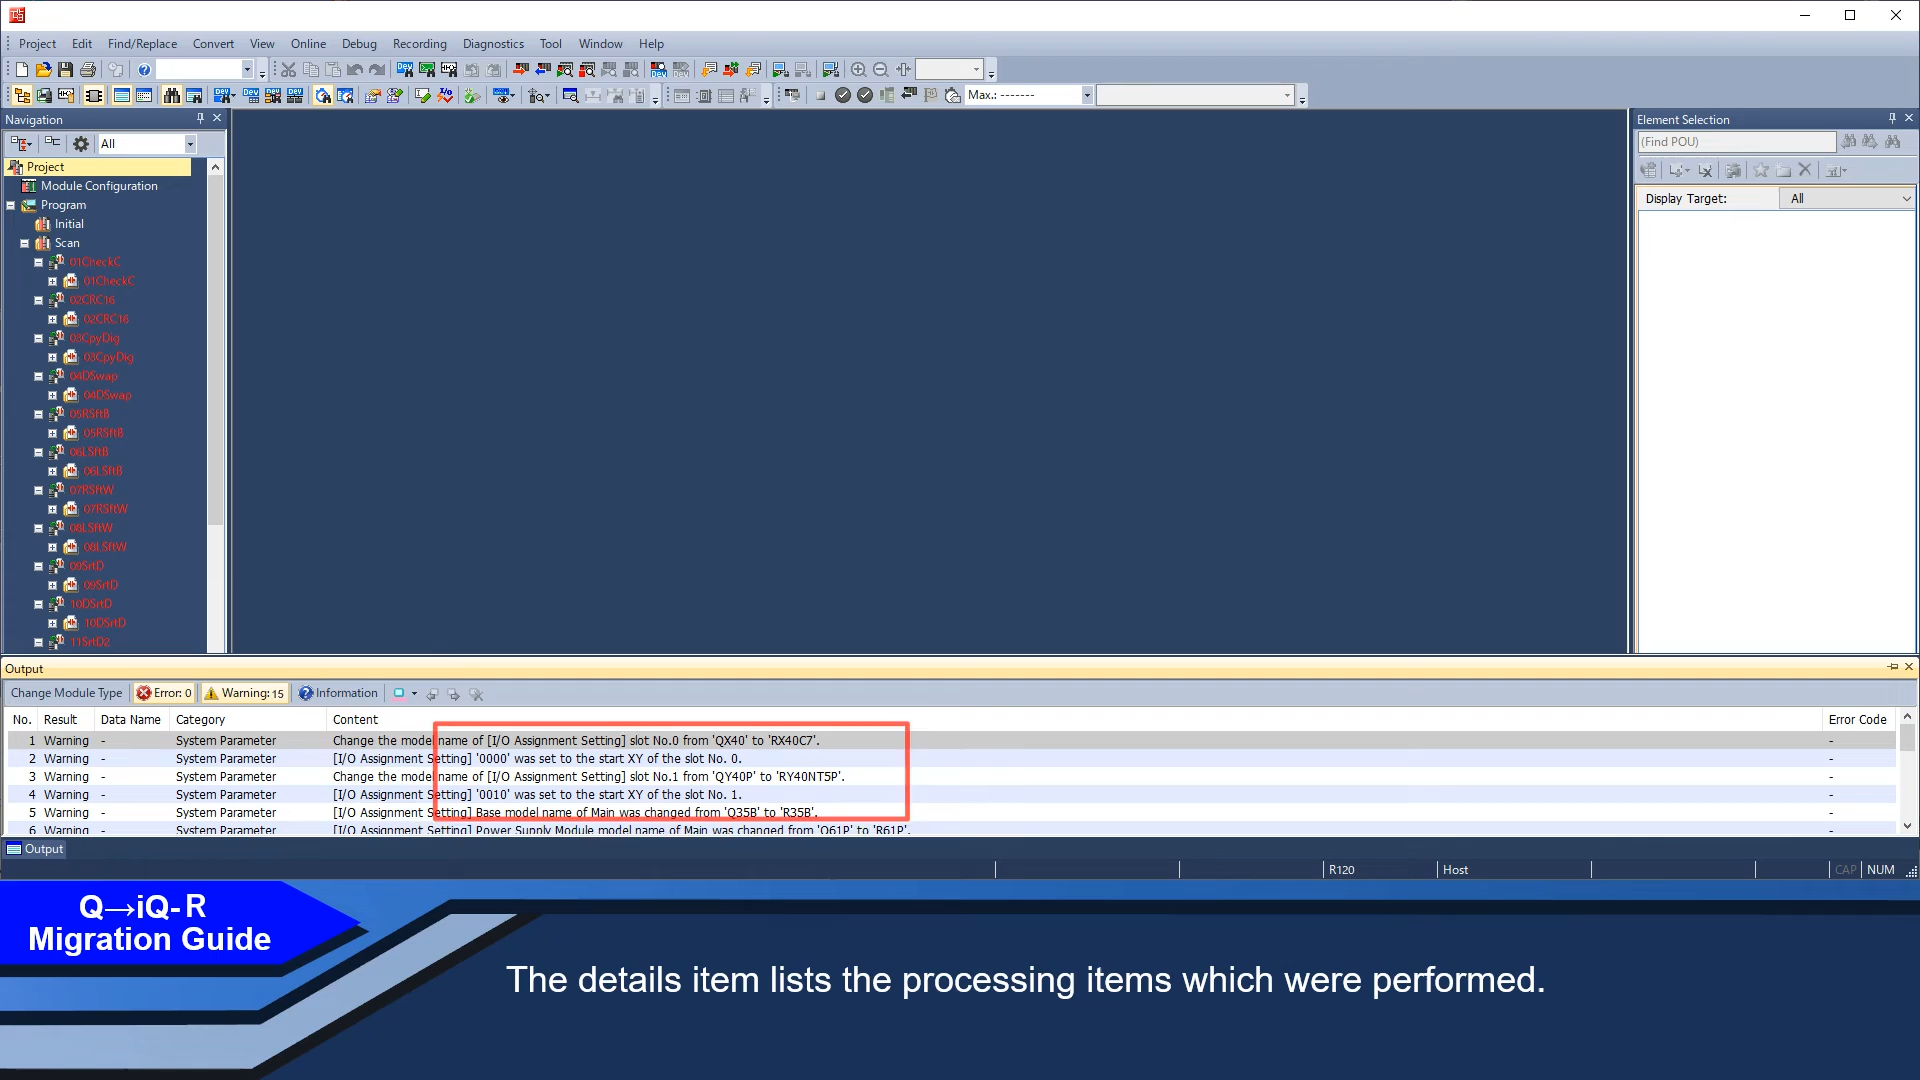 Project Edit Find/Replace Convert View Online Debug Recording Diagnostics Tool Window Help
Max.: -------
Navigation
All
Project
Module Configuration
Program
Initial
Scan
01CheckC
01CheckC
02CRC16
02CRC16
03CpyDig
03CpyDig
04DSwap
04DSwap
05RSftB
05RSftB
06LSftB
06LSftB
07RSftW
07RSftW
08LSftW
08LSftW
09SrtD
09SrtD
10DSrtD
10DSrtD
11SrtD2
Element Selection
(Find POU)
Display Target: All
Output
Change Module Type Error: 0 Warning: 15 Information
No. Result Data Name Category Content Error Code
1 Warning - System Parameter Change the model name of [I/O Assignment Setting] slot No.0 from 'QX40' to 'RX40C7'. -
2 Warning - System Parameter [I/O Assignment Setting] '0000' was set to the start XY of the slot No. 0. -
3 Warning - System Parameter Change the model name of [I/O Assignment Setting] slot No.1 from 'QY40P' to 'RY40NT5P'. -
4 Warning - System Parameter [I/O Assignment Setting] '0010' was set to the start XY of the slot No. 1. -
5 Warning - System Parameter [I/O Assignment Setting] Base model name of Main was changed from 'Q35B' to 'R35B'. -
6 Warning - System Parameter [I/O Assignment Setting] Power Supply Module model name of Main was changed from 'Q61P' to 'R61P'. -
Output
R120 Host CAP NUM
Q→iQ-R
Migration Guide
The details item lists the processing items which were performed.